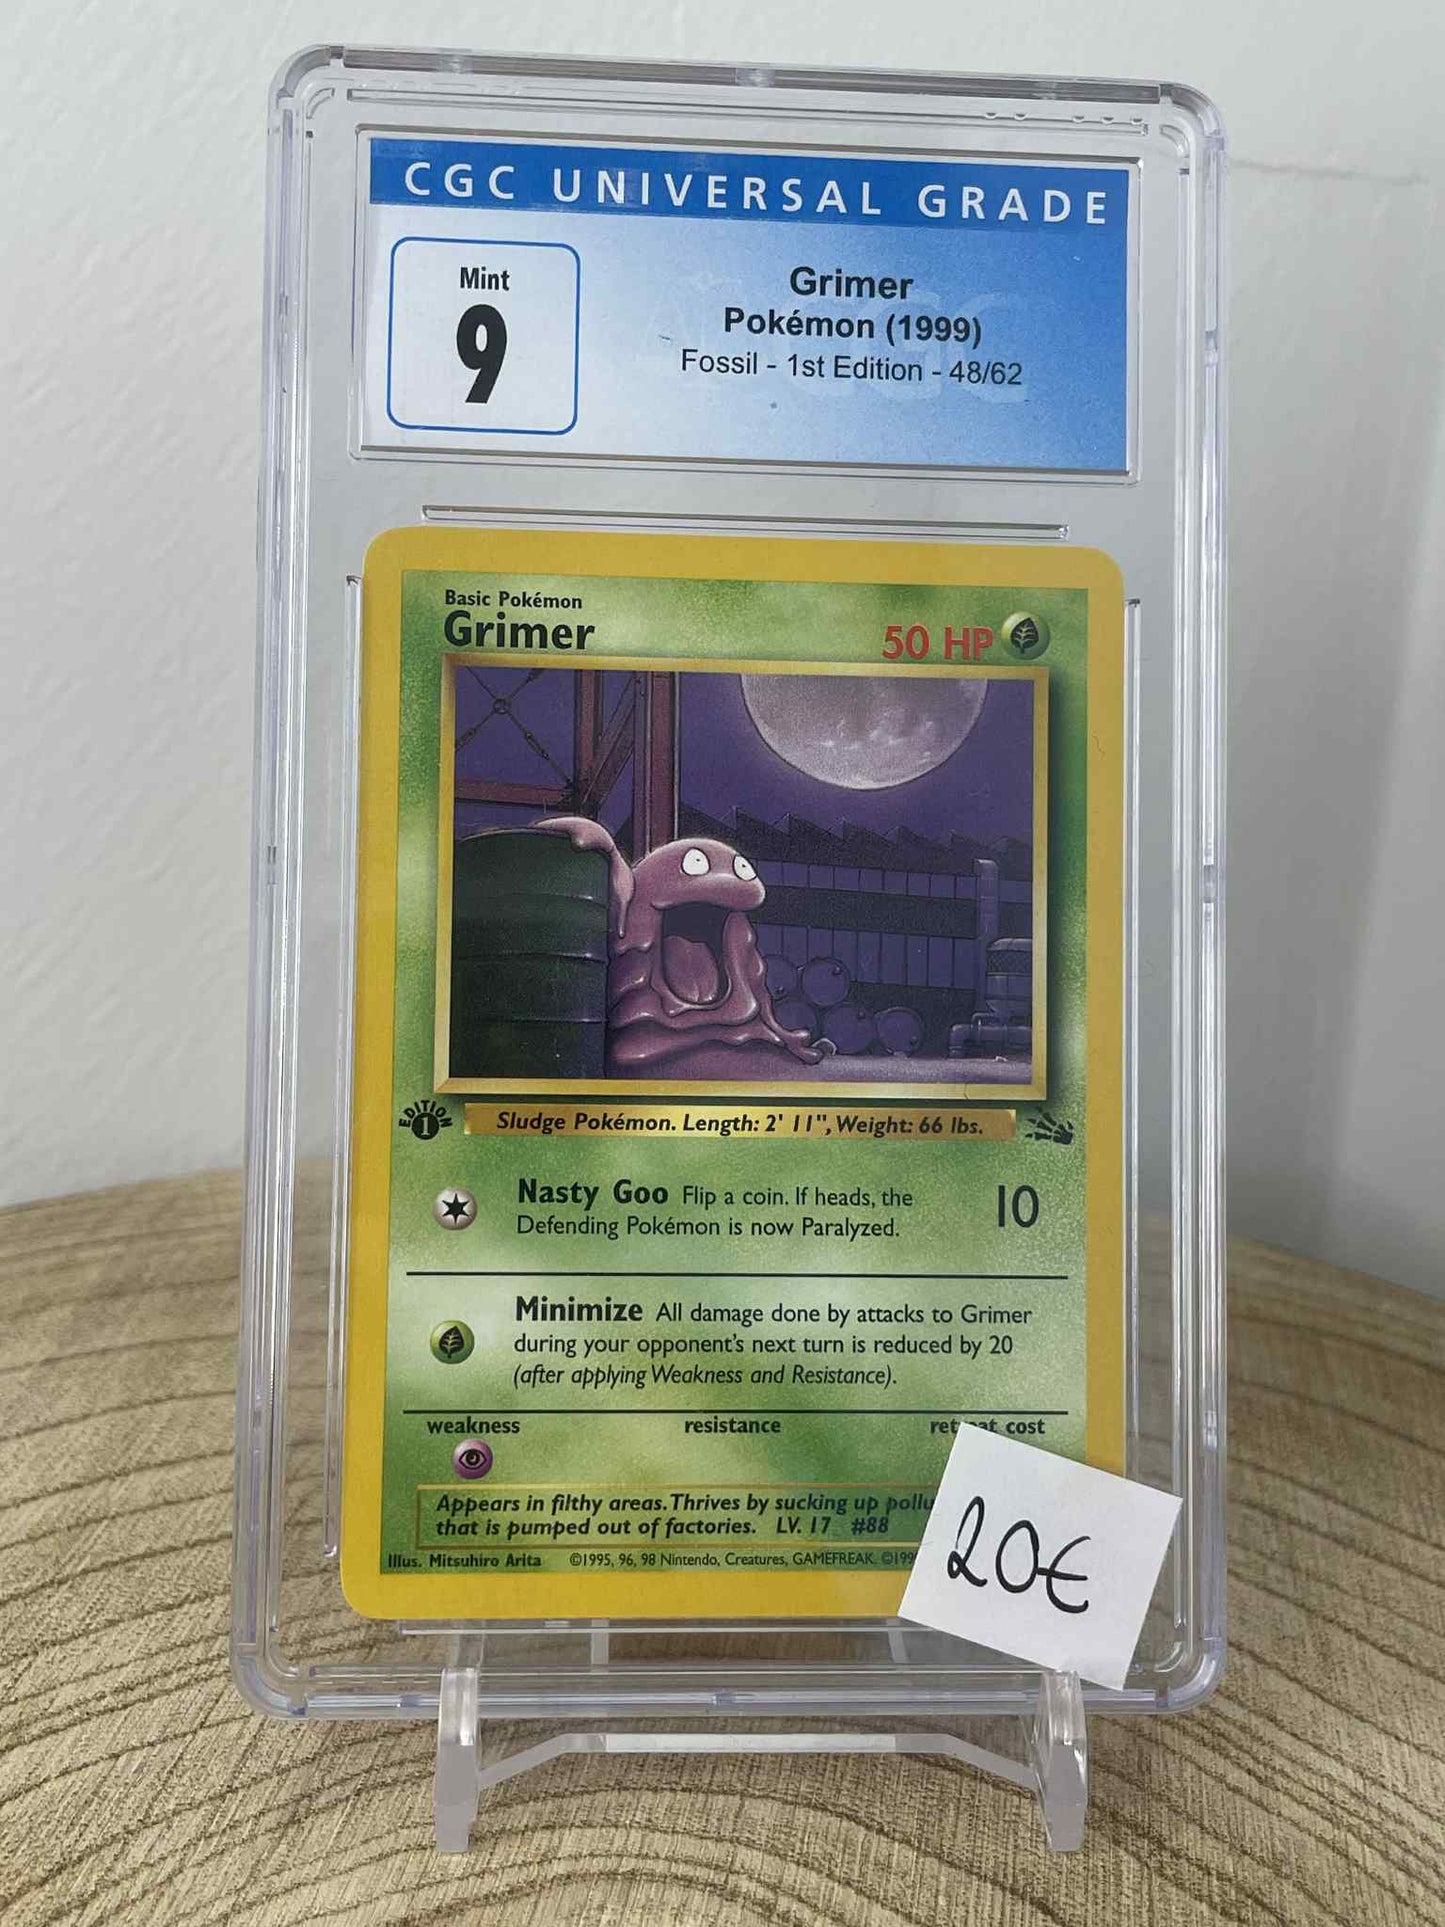 CGC UNIVERSAL GRADE
Mint
9
Grimer
Pokémon (1999)
Fossil - 1st Edition - 48/62
Basic Pokémon
Grimer
50 HP
EDITION
1
Sludge Pokémon. Length: 2' 11", Weight: 66 lbs.
Nasty Goo Flip a coin. If heads, the
Defending Pokémon is now Paralyzed.
10
Minimize All damage done by attacks to Grimer
during your opponent's next turn is reduced by 20
(after applying Weakness and Resistance).
weakness
resistance
cost
Appears in filthy areas. Thrives by sucking up
that is pumped out of factories. LV. 17 #88
Illus. Mitsuhiro Arita ©1995, 96, 98 Nintendo, Creatures, GAMEFREAK.
20€